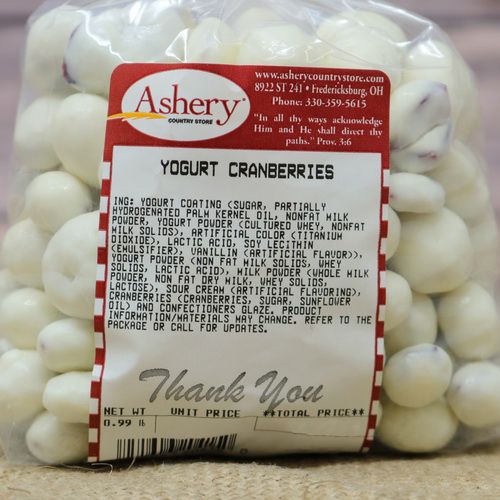 Ashery
COUNTRY STORE
www.asherycountrystore.com
8922 ST 241 • Fredericksburg, OH
Phone: 330-359-5615
"In all thy ways acknowledge
Him and He shall direct thy
paths." Prov. 3:6
YOGURT CRANBERRIES
ING: YOGURT COATING (SUGAR, PARTIALLY
HYDROGENATED PALM KERNEL OIL, NONFAT MILK
POWDER, YOGURT POWDER (CULTURED WHEY, NONFAT
MILK SOLIDS), ARTIFICIAL COLOR (TITANIUM
DIOXIDE), LACTIC ACID, SOY LECITHIN
(EMULSIFIER), VANILLIN (ARTIFICIAL FLAVOR)),
YOGURT POWDER (NON FAT MILK SOLIDS, WHEY
SOLIDS, LACTIC ACID), MILK POWDER (WHOLE MILK
POWDER, NON FAT DRY MILK, WHEY SOLIDS,
LACTOSE), SOUR CREAM (ARTIFICIAL FLAVORING),
CRANBERRIES (CRANBERRIES, SUGAR, SUNFLOWER
OIL) AND CONFECTIONERS GLAZE. PRODUCT
INFORMATION/MATERIALS MAY CHANGE. REFER TO THE
PACKAGE OR CALL FOR UPDATES.
Thank You
NET WT UNIT PRICE **TOTAL PRICE**
0.99 lb